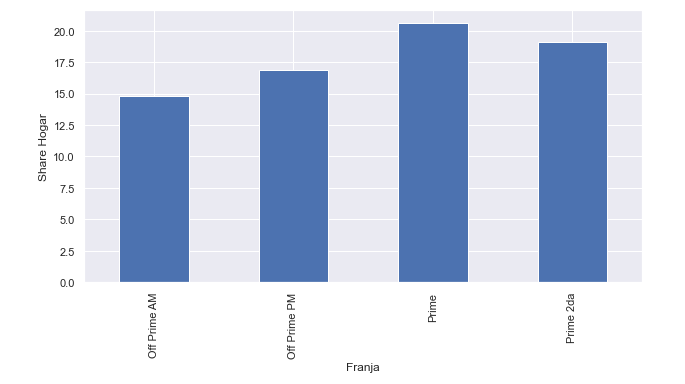 20.0
17.5
15.0
12.5
10.0
7.5
5.0
2.5
0.0
Share Hogar
Off Prime AM
Off Prime PM
Prime
Prime 2da
Franja